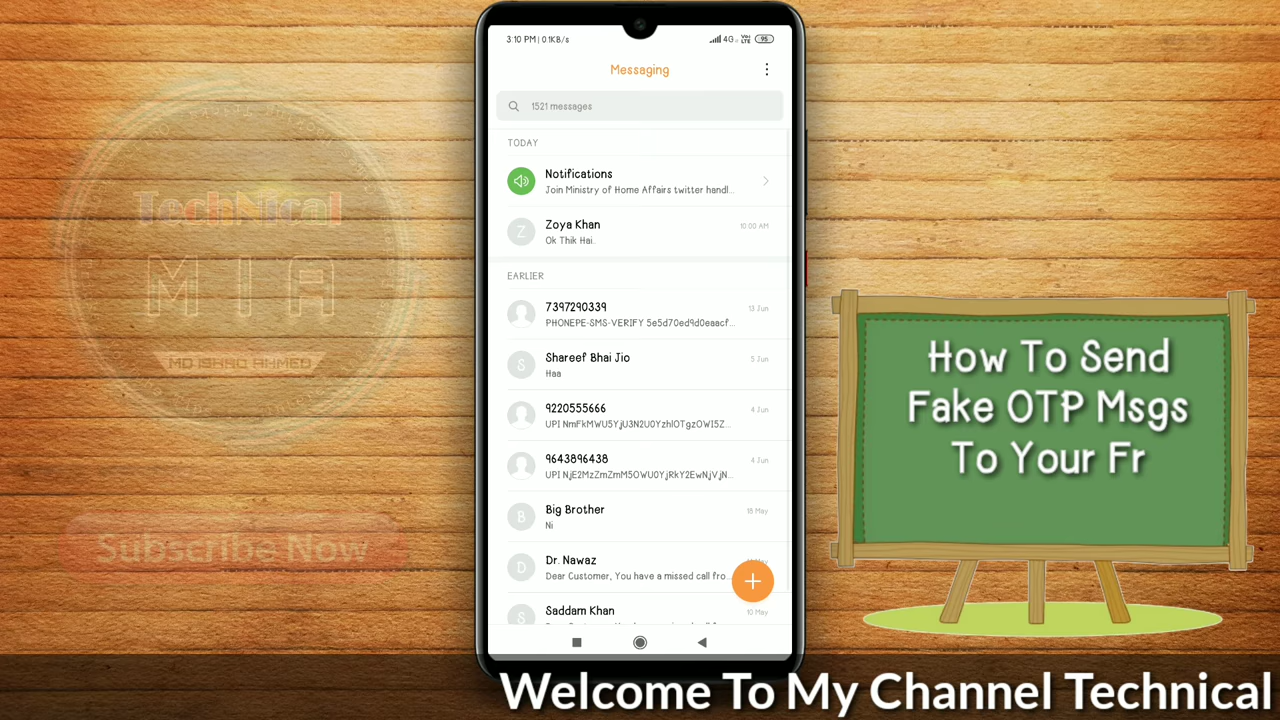 TechNical
MIA
MD ISHAQ AHMED
Subscribe Now
3:10 PM | 0.1KB/s
4G
Vo LTE
95
Messaging
1521 messages
TODAY
Notifications
Join Ministry of Home Affairs twitter handl...
Zoya Khan
10:00 AM
Ok Thik Hai.
EARLIER
7397290339
13 Jun
PHONEPE-SMS-VERIFY 5e5d70ed9d0eaacf...
Shareef Bhai Jio
5 Jun
Haa
9220555666
4 Jun
UPI NmFkMWU5YjU3N2U0YzhlOTgzOWI5Z...
9643896438
4 Jun
UPI NjE2MzZmZmM5OWU0YjRkY2EwNjVjN...
Big Brother
18 May
Ni
Dr. Nawaz
Dear Customer, You have a missed call fro
Saddam Khan
10 May
How To Send
Fake OTP Msgs
To Your Fr
Welcome To My Channel Technical